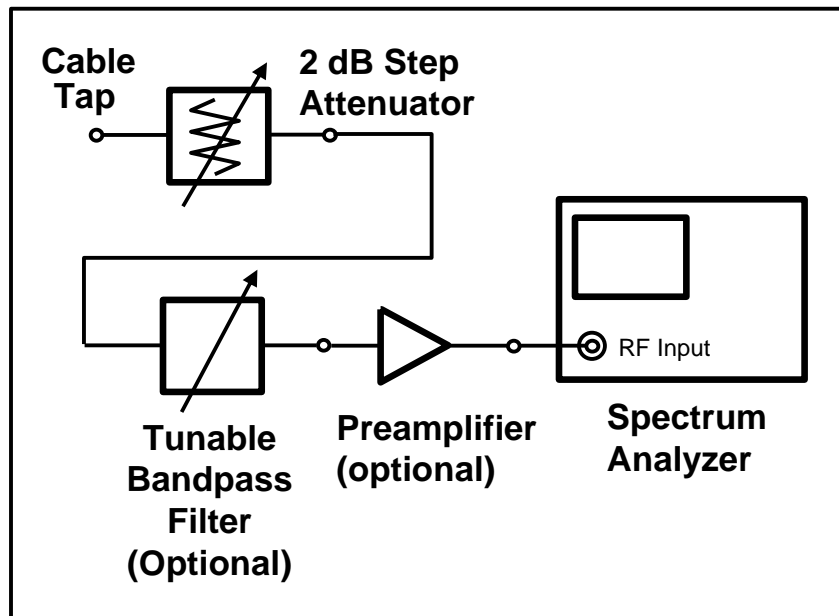 Cable
Tap
2 dB Step
Attenuator
RF Input
Tunable
Bandpass
Filter
(Optional)
Preamplifier
(optional)
Spectrum
Analyzer